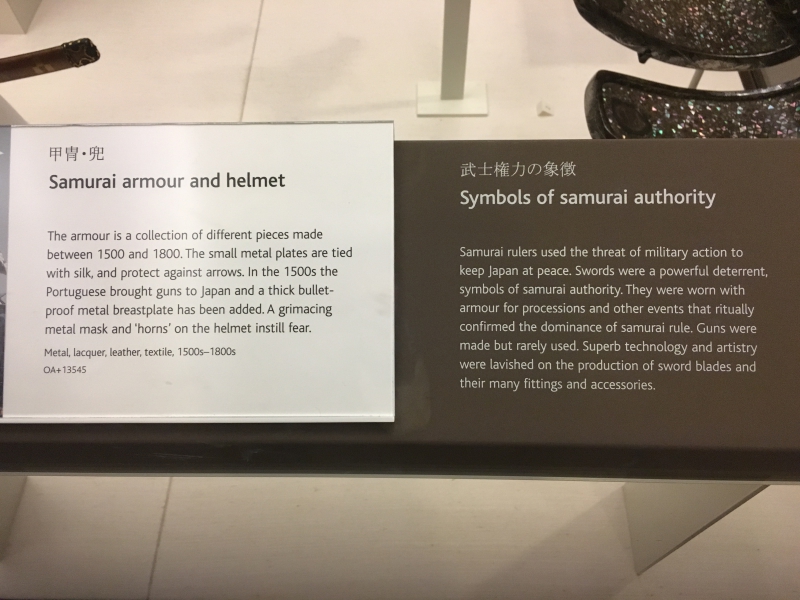 甲冑・兜
Samurai armour and helmet
The armour is a collection of different pieces made
between 1500 and 1800. The small metal plates are tied
with silk, and protect against arrows. In the 1500s the
Portuguese brought guns to Japan and a thick bullet-
proof metal breastplate has been added. A grimacing
metal mask and ‘horns’ on the helmet instill fear.
Metal, lacquer, leather, textile, 1500s–1800s
OA+13545
武士権力の象徴
Symbols of samurai authority
Samurai rulers used the threat of military action to
keep Japan at peace. Swords were a powerful deterrent,
symbols of samurai authority. They were worn with
armour for processions and other events that ritually
confirmed the dominance of samurai rule. Guns were
made but rarely used. Superb technology and artistry
were lavished on the production of sword blades and
their many fittings and accessories.